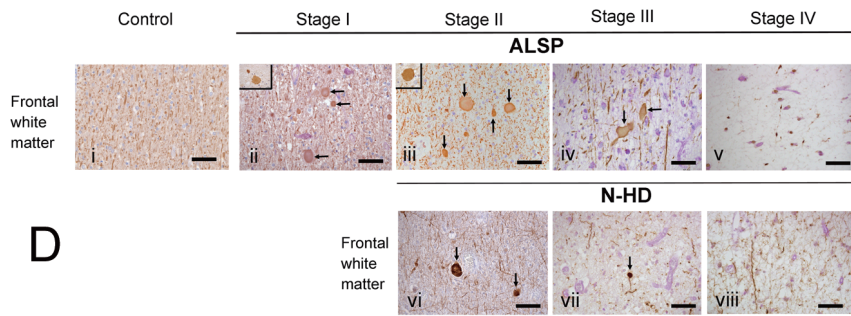 Control Stage I Stage II Stage III Stage IV
ALSP
Frontal
white
matter
i ii iii iv v
N-HD
D
Frontal
white
matter
vi vii viii